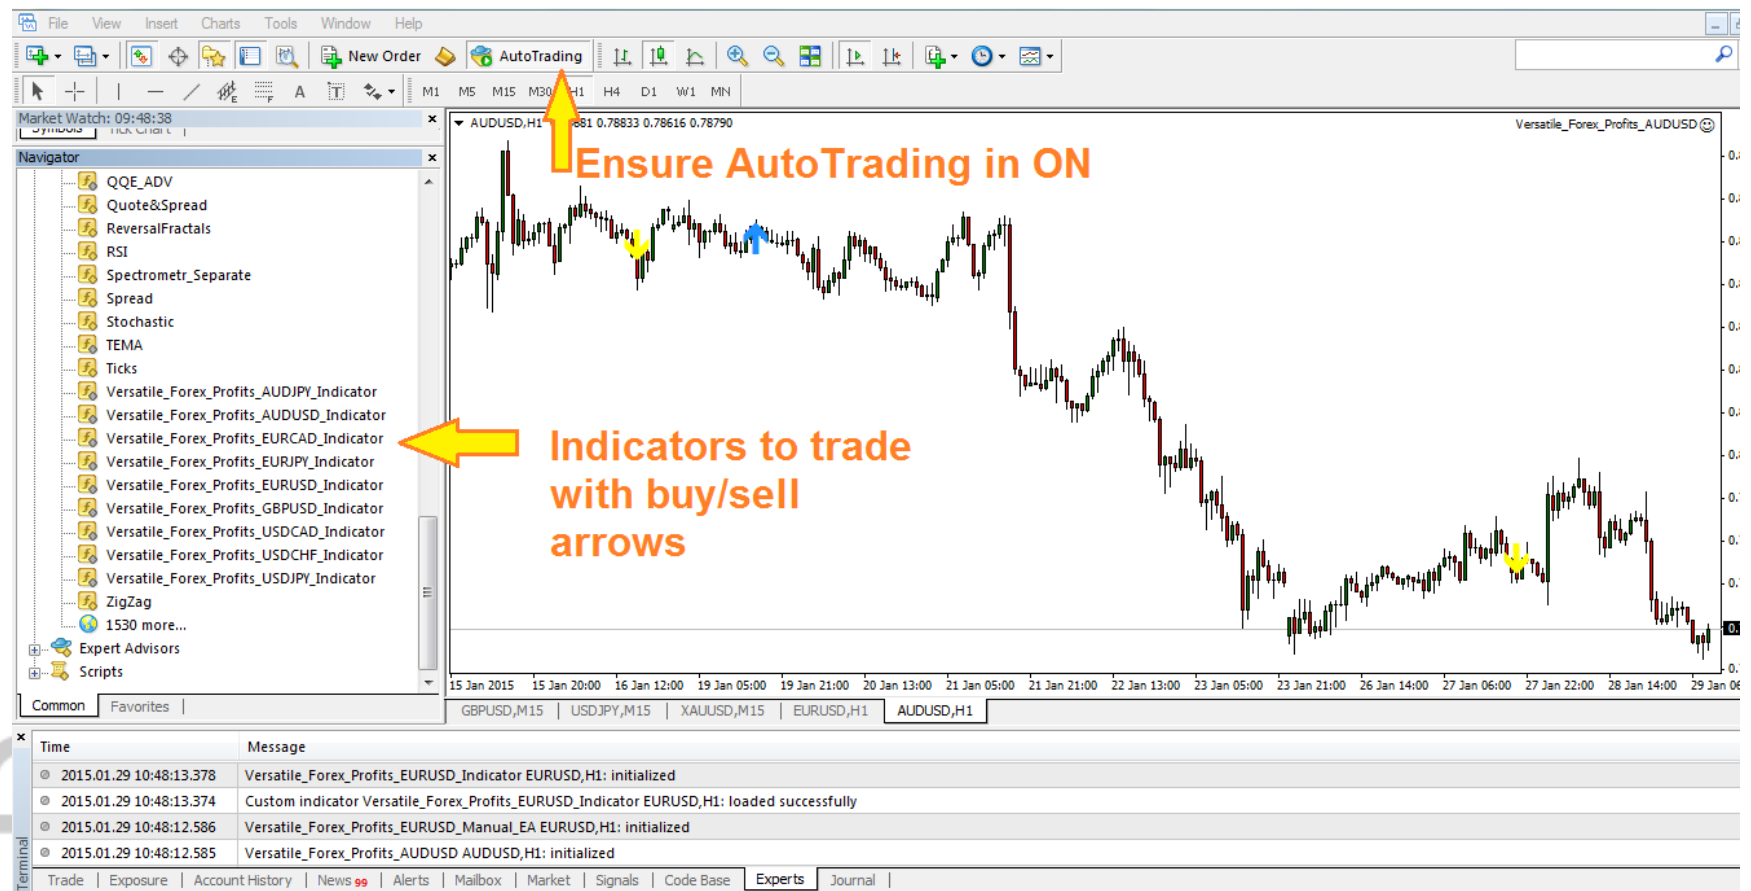 File View Insert Charts Tools Window Help
New Order AutoTrading
A T M1 M5 M15 M30 H1 H4 D1 W1 MN
Market Watch: 09:48:38
Symbols Tick Chart
Navigator
QQE_ADV
Quote&Spread
ReversalFractals
RSI
Spectrometr_Separate
Spread
Stochastic
TEMA
Ticks
Versatile_Forex_Profits_AUDJPY_Indicator
Versatile_Forex_Profits_AUDUSD_Indicator
Versatile_Forex_Profits_EURCAD_Indicator
Versatile_Forex_Profits_EURJPY_Indicator
Versatile_Forex_Profits_EURUSD_Indicator
Versatile_Forex_Profits_GBPUSD_Indicator
Versatile_Forex_Profits_USDCAD_Indicator
Versatile_Forex_Profits_USDCHF_Indicator
Versatile_Forex_Profits_USDJPY_Indicator
ZigZag
1530 more...
Expert Advisors
Scripts
Common Favorites
AUDUSD,H1 0.78833 0.78616 0.78790
Versatile_Forex_Profits_AUDUSD
Ensure AutoTrading in ON
Indicators to trade
with buy/sell
arrows
15 Jan 2015 15 Jan 20:00 16 Jan 12:00 19 Jan 05:00 19 Jan 21:00 20 Jan 13:00 21 Jan 05:00 21 Jan 21:00 22 Jan 13:00 23 Jan 05:00 23 Jan 21:00 26 Jan 14:00 27 Jan 06:00 27 Jan 22:00 28 Jan 14:00 29 Jan
GBPUSD,M15 USDJPY,M15 XAUUSD,M15 EURUSD,H1 AUDUSD,H1
Time Message
2015.01.29 10:48:13.378 Versatile_Forex_Profits_EURUSD_Indicator EURUSD,H1: initialized
2015.01.29 10:48:13.374 Custom indicator Versatile_Forex_Profits_EURUSD_Indicator EURUSD,H1: loaded successfully
2015.01.29 10:48:12.586 Versatile_Forex_Profits_EURUSD_Manual_EA EURUSD,H1: initialized
2015.01.29 10:48:12.585 Versatile_Forex_Profits_AUDUSD AUDUSD,H1: initialized
Terminal
Trade Exposure Account History News 99 Alerts Mailbox Market Signals Code Base Experts Journal